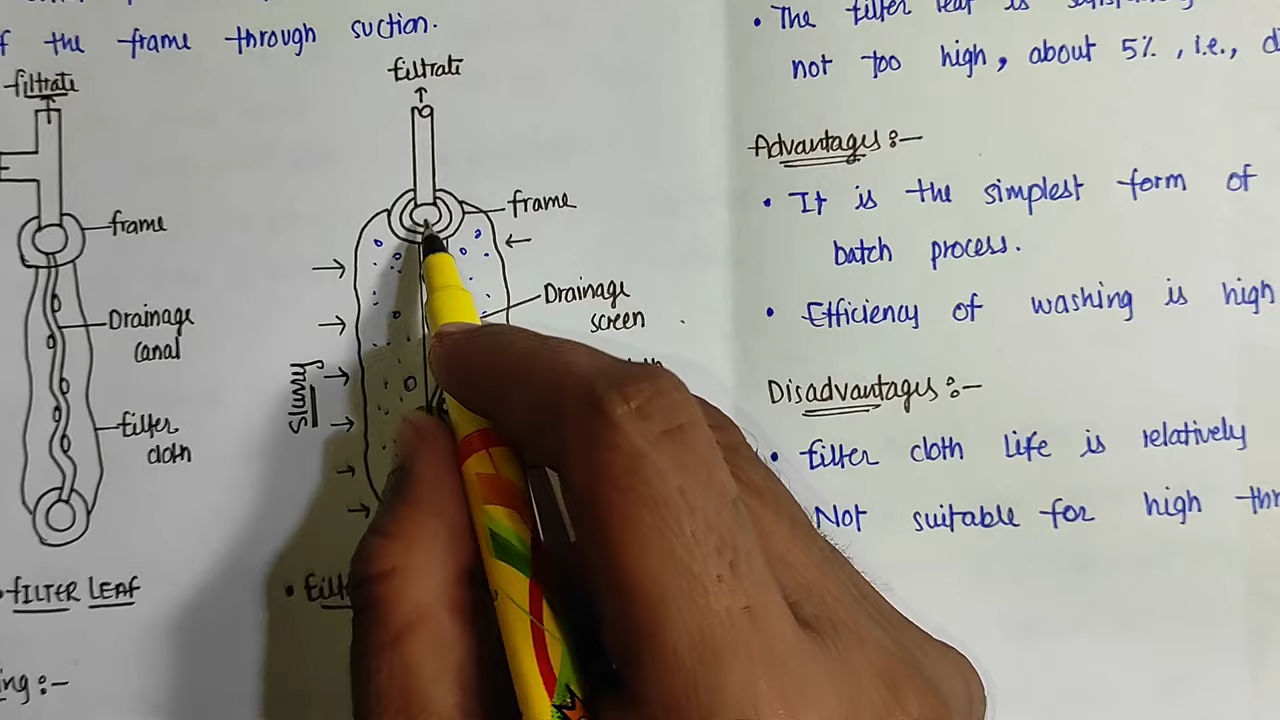 the frame through suction.
filtrate
frame
Drainage
canal
filter
cloth
FILTER LEAF
filtrate
frame
Drainage
screen
Slurry
The filter leaf is
not too high, about 5%, i.e.,
Advantages :-
It is the simplest form of
batch process.
Efficiency of washing is high
Disadvantages :-
filter cloth life is relatively
Not suitable for high